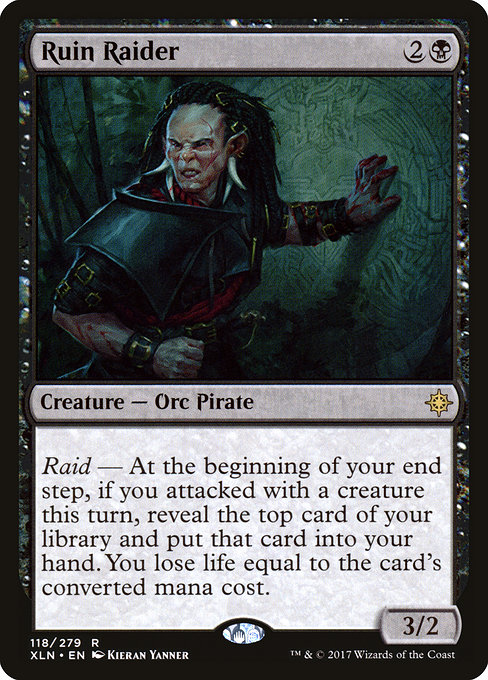 Ruin Raider 2
Creature — Orc Pirate
Raid — At the beginning of your end
step, if you attacked with a creature
this turn, reveal the top card of your
library and put that card into your
hand. You lose life equal to the card's
converted mana cost.
3/2
118/279 R
XLN • EN Kieran Yanner
™ & © 2017 Wizards of the Coast